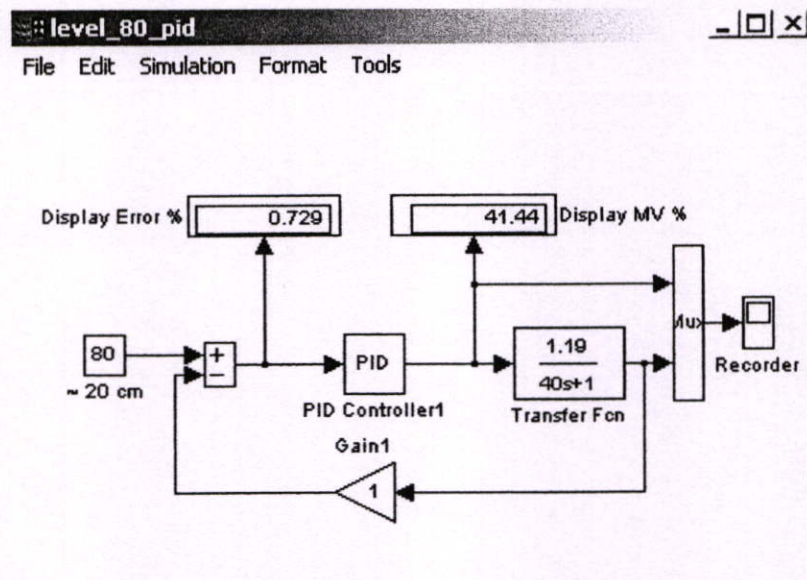 level_80_pid
File Edit Simulation Format Tools
Display Error %
0.729
41.44
Display MV %
80
~ 20 cm
+
−
PID
PID Controller1
1.19
40s+1
Transfer Fcn
Recorder
Gain1
1